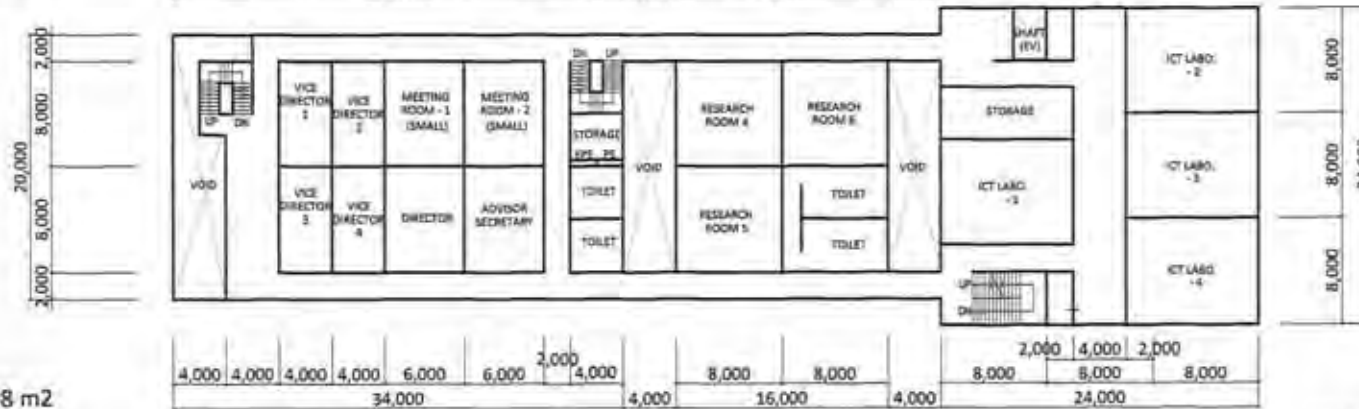 SHAFT
(EV)
ICT LABO.
- 2
2,000
8,000
20,000
8,000
2,000
UP DN
VOID
VICE
DIRECTOR
1
VICE
DIRECTOR
2
MEETING
ROOM - 1
(SMALL)
MEETING
ROOM - 2
(SMALL)
DN UP
STORAGE
EPS PS
TOILET
TOILET
VICE
DIRECTOR
3
VICE
DIRECTOR
4
DIRECTOR
ADVISOR
SECRETARY
VOID
RESEARCH
ROOM 4
RESEARCH
ROOM 6
RESEARCH
ROOM 5
TOILET
TOILET
VOID
STORAGE
ICT LABO.
ICT LABO.
- 3
ICT LABO.
- 4
UP
DN
8,000
8,000
8,000
2,000
2,000 4,000 2,000
4,000 4,000 4,000 4,000 6,000 6,000 4,000 8,000 8,000 8,000 6,000 8,000
34,000 4,000 16,000 4,000 24,000
8 m2